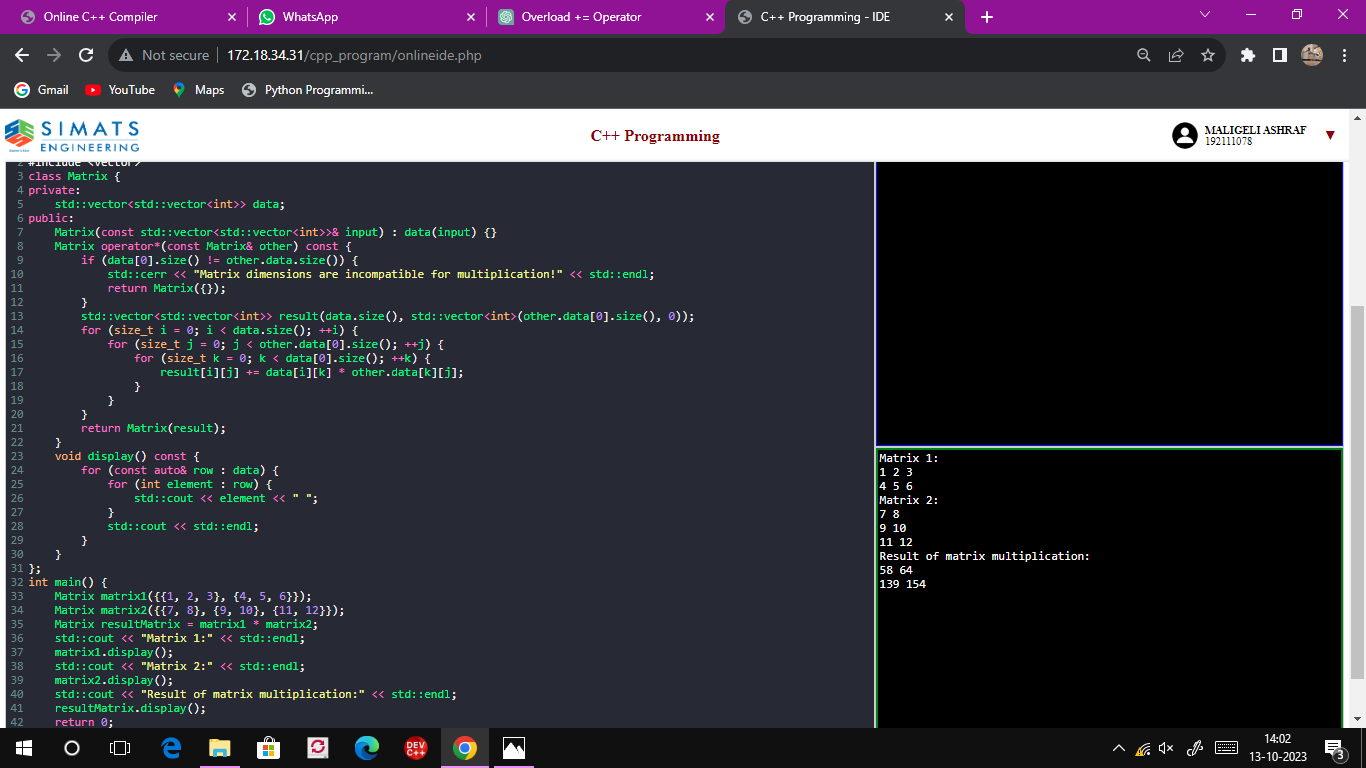 Online C++ Compiler
WhatsApp
Overload += Operator
C++ Programming - IDE
Not secure
172.18.34.31/cpp_program/onlineide.php
Gmail
YouTube
Maps
Python Programmi...
SIMATS
ENGINEERING
C++ Programming
MALIGELI ASHRAF
192111078
2 #include <vector>
3 class Matrix {
4 private:
5     std::vector<std::vector<int>> data;
6 public:
7     Matrix(const std::vector<std::vector<int>>& input) : data(input) {}
8     Matrix operator*(const Matrix& other) const {
9         if (data[0].size() != other.data.size()) {
10             std::cerr << "Matrix dimensions are incompatible for multiplication!" << std::endl;
11             return Matrix({});
12         }
13         std::vector<std::vector<int>> result(data.size(), std::vector<int>(other.data[0].size(), 0));
14         for (size_t i = 0; i < data.size(); ++i) {
15             for (size_t j = 0; j < other.data[0].size(); ++j) {
16                 for (size_t k = 0; k < data[0].size(); ++k) {
17                     result[i][j] += data[i][k] * other.data[k][j];
18                 }
19             }
20         }
21         return Matrix(result);
22     }
23     void display() const {
24         for (const auto& row : data) {
25             for (int element : row) {
26                 std::cout << element << " ";
27             }
28             std::cout << std::endl;
29         }
30     }
31 };
32 int main() {
33     Matrix matrix1({{1, 2, 3}, {4, 5, 6}});
34     Matrix matrix2({{7, 8}, {9, 10}, {11, 12}});
35     Matrix resultMatrix = matrix1 * matrix2;
36     std::cout << "Matrix 1:" << std::endl;
37     matrix1.display();
38     std::cout << "Matrix 2:" << std::endl;
39     matrix2.display();
40     std::cout << "Result of matrix multiplication:" << std::endl;
41     resultMatrix.display();
42     return 0;
Matrix 1:
1 2 3
4 5 6
Matrix 2:
7 8
9 10
11 12
Result of matrix multiplication:
58 64
139 154
DEV
C++
14:02
13-10-2023
3